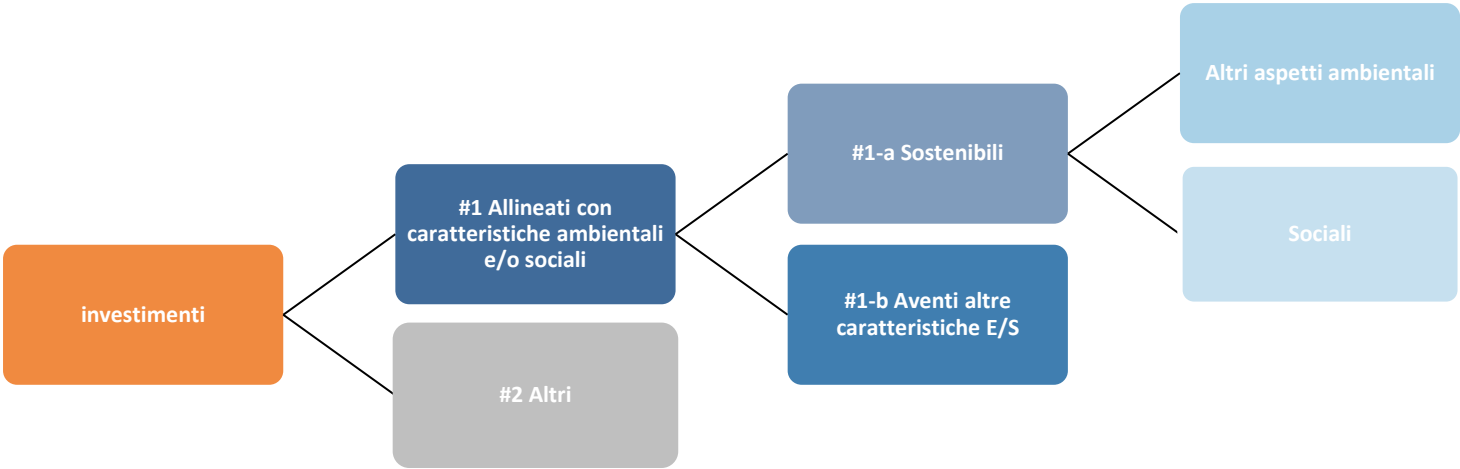 investimenti
#1 Allineati con
caratteristiche ambientali
e/o sociali
#2 Altri
#1-a Sostenibili
#1-b Aventi altre
caratteristiche E/S
Altri aspetti ambientali
Sociali